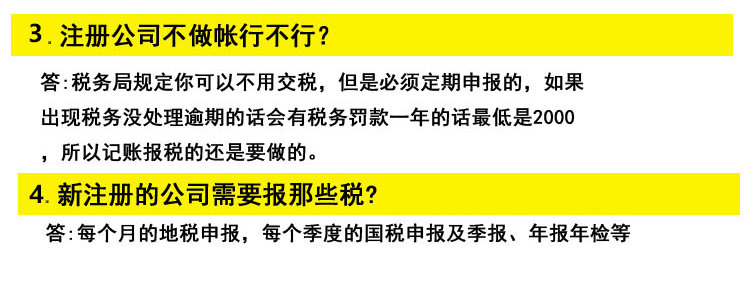 3.注册公司不做帐行不行？
答:税务局规定你可以不用交税，但是必须定期申报的，如果
出现税务没处理逾期的话会有税务罚款一年的话最低是2000
，所以记账报税的还是要做的。
4.新注册的公司需要报那些税?
答:每个月的地税申报，每个季度的国税申报及季报、年报年检等